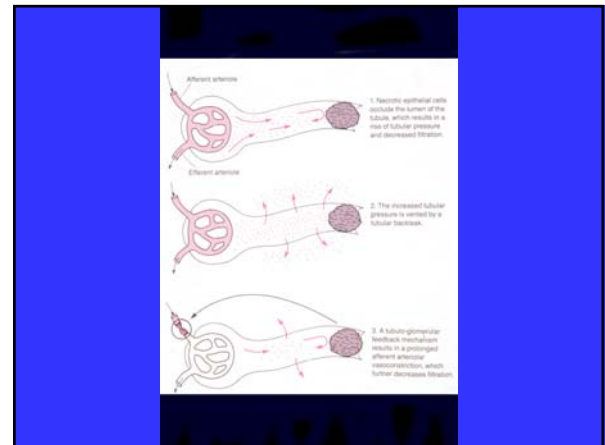 Afferent arteriole
1. Necrotic epithelial cells
occlude the lumen of the
tubule, which results in a
rise of tubular pressure
and decreased filtration.
Efferent arteriole
2. The increased tubular
pressure is vented by a
tubular backleak.
3. A tubulo-glomerular
feedback mechanism
results in a prolonged
afferent arteriolar
vasoconstriction, which
further decreases filtration.